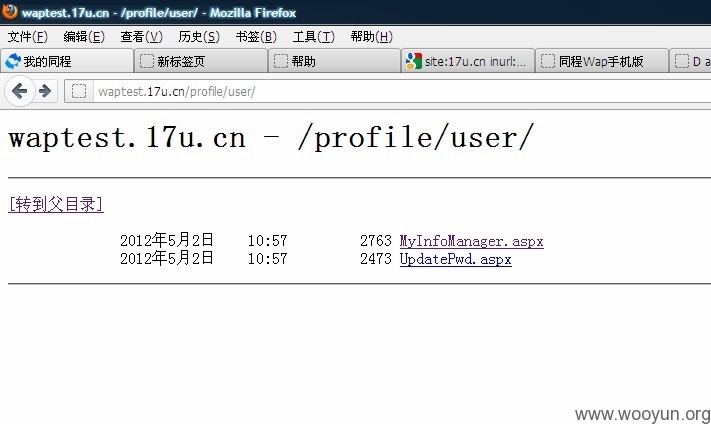 waptest.17u.cn - /profile/user/ - Mozilla Firefox
文件(F) 编辑(E) 查看(V) 历史(S) 书签(B) 工具(T) 帮助(H)
我的同程 新标签页 帮助 site:17u.cn inurl:... 同程Wap手机版 D a
waptest.17u.cn/profile/user/
waptest.17u.cn - /profile/user/
[转到父目录]
2012年5月2日 10:57 2763 MyInfoManager.aspx
2012年5月2日 10:57 2473 UpdatePwd.aspx
www.wooyun.org